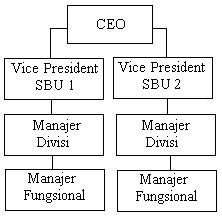 CEO
Vice President
SBU 1
Vice President
SBU 2
Manajer
Divisi
Manajer
Divisi
Manajer
Fungsional
Manajer
Fungsional